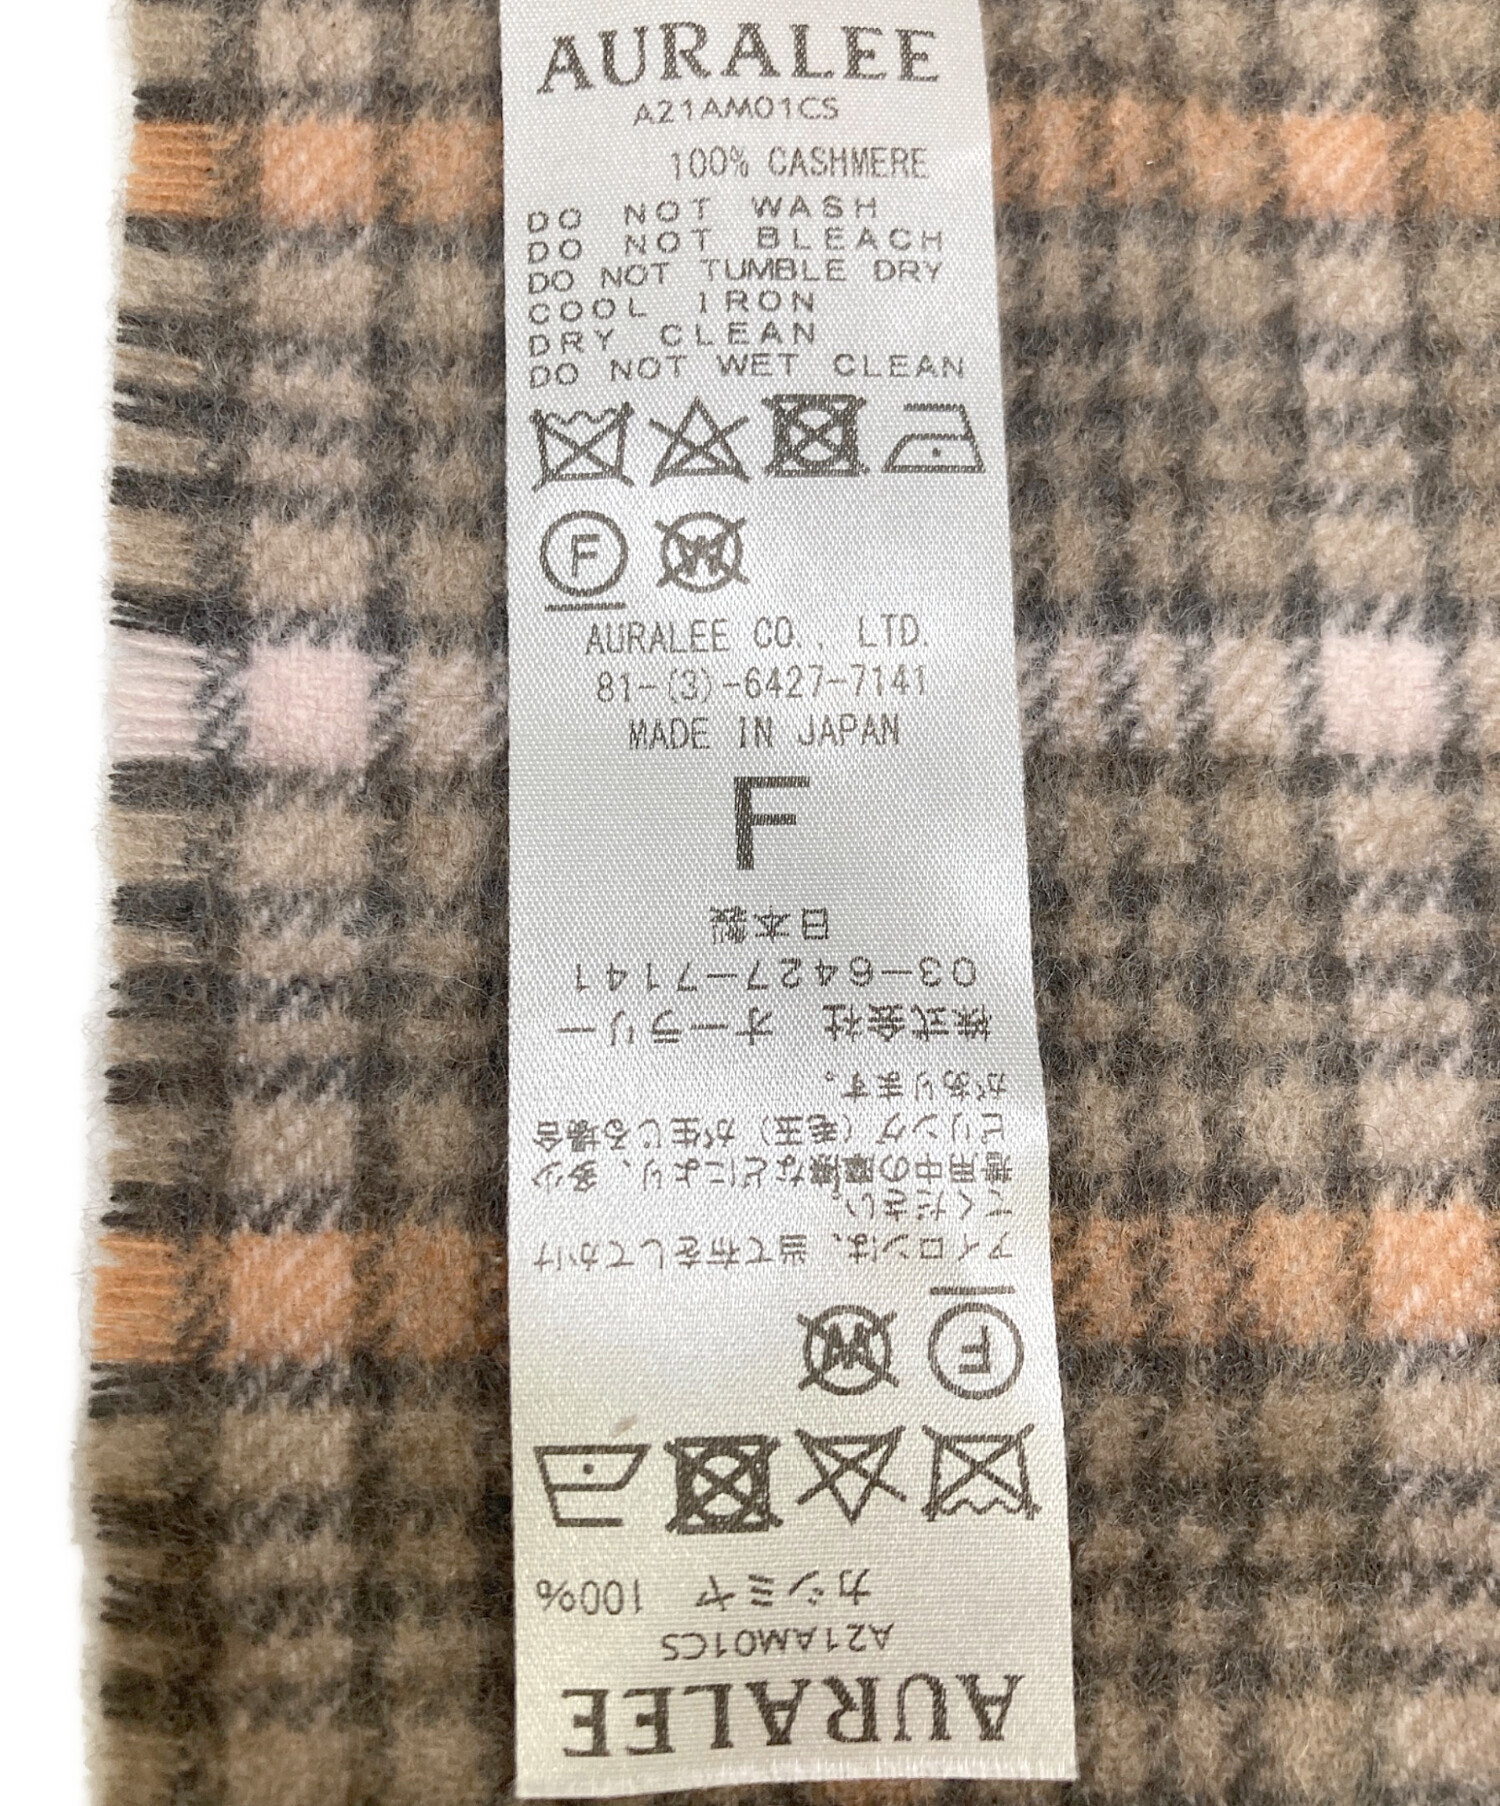 AURALEE
A21AM01CS
100% CASHMERE
DO NOT WASH
DO NOT BLEACH
DO NOT TUMBLE DRY
COOL IRON
DRY CLEAN
DO NOT WET CLEAN
F W
AURALEE CO., LTD.
81-(3)-6427-7141
MADE IN JAPAN
F
AURALEE
A21AM01CS
カシミヤ 100%
F W
アイロンは、当て布をしてかけ
てください。
着用中の摩擦などにより、多少
ピリング(毛玉)が生じる場合
があります。
株式会社 オーラリー
03-6427-7141
日本製